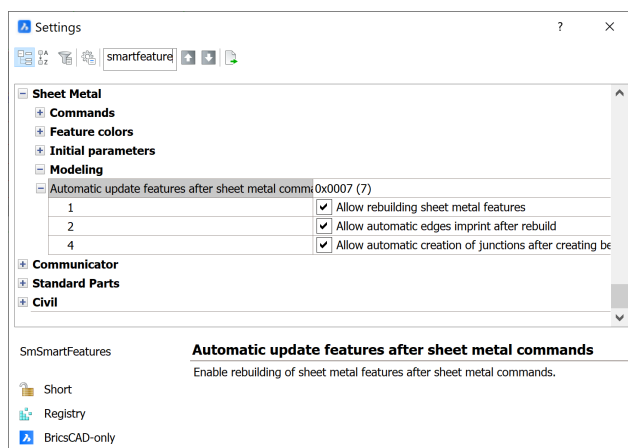 Settings
smartfeature
Sheet Metal
Commands
Feature colors
Initial parameters
Modeling
Automatic update features after sheet metal comma 0x0007 (7)
1 Allow rebuilding sheet metal features
2 Allow automatic edges imprint after rebuild
4 Allow automatic creation of junctions after creating be
Communicator
Standard Parts
Civil
SmSmartFeatures
Automatic update features after sheet metal commands
Enable rebuilding of sheet metal features after sheet metal commands.
Short
Registry
BricsCAD-only